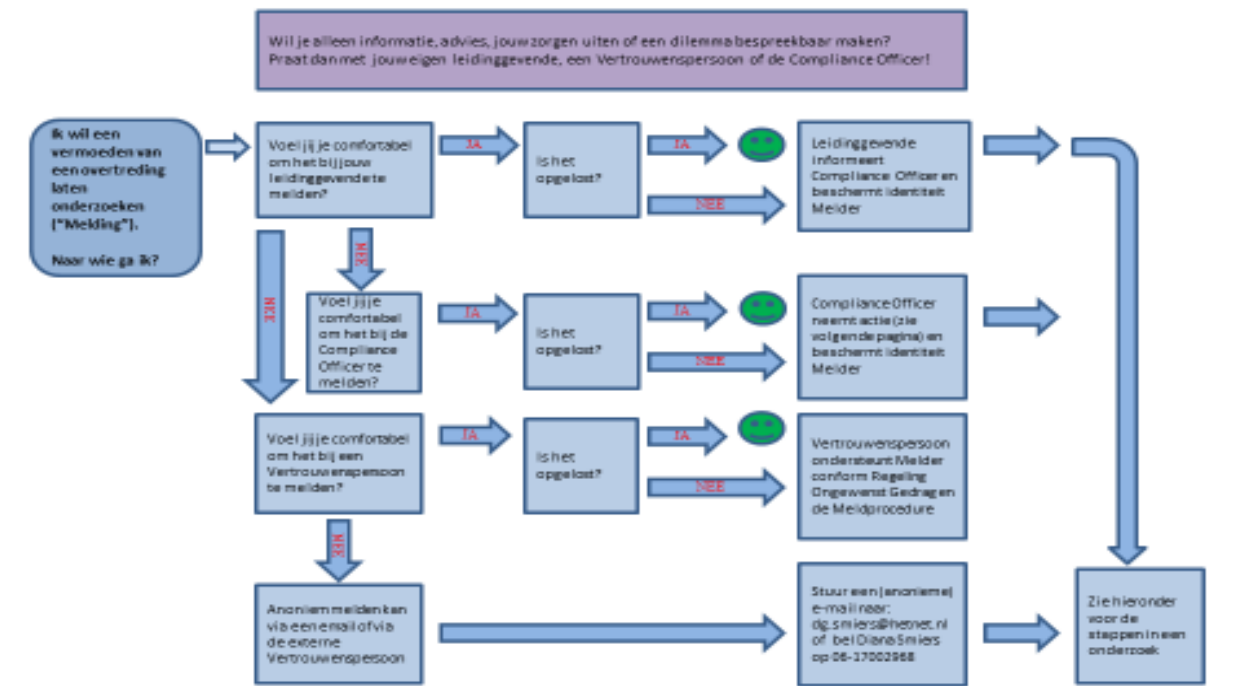 Wil je alleen informatie, advies, jouw zorgen uiten of een dilemma bespreekbaar maken?
Praat dan met jouw eigen leidinggevende, een Vertrouwenspersoon of de Compliance Officer!
Ik wil een
vermoeden van
een overtreding
laten
onderzoeken
("Melding").
Naar wie ga ik?
Voel jij je comfortabel
om het bij jouw
leidinggevende te
melden?
JA
Is het
opgelost?
JA
NEE
Leidinggevende
informeert
Compliance Officer en
beschermt identiteit
Melder
NEE
NEE
Voel jij je
comfortabel
om het bij de
Compliance
Officer te
melden?
JA
Is het
opgelost?
JA
NEE
Compliance Officer
neemt actie (zie
volgende pagina) en
beschermt identiteit
Melder
Voel jij je comfortabel
om het bij een
Vertrouwenspersoon
te melden?
JA
Is het
opgelost?
JA
NEE
Vertrouwenspersoon
ondersteunt Melder
conform Regeling
Ongewenst Gedrag en
de Meldprocedure
NEE
Anoniem melden kan
via een email of via
de externe
Vertrouwenspersoon
Stuur een (anonieme)
e-mail naar:
dg.smiers@hetnet.nl
of bel Diana Smiers
op 06-17002968
Zie hieronder
voor de
stappen in een
onderzoek